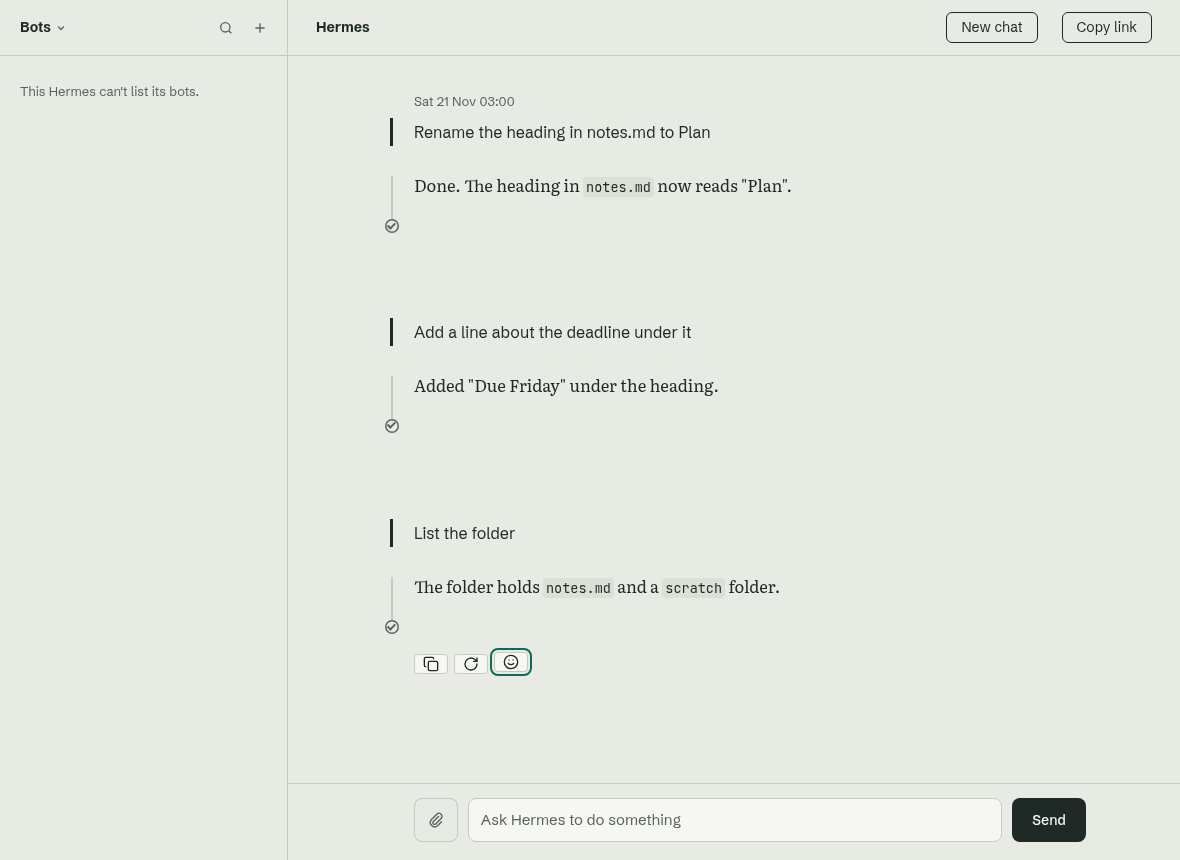 Bots
This Hermes can't list its bots.
Hermes
New chat
Copy link
Sat 21 Nov 03:00
Rename the heading in notes.md to Plan
Done. The heading in notes.md now reads "Plan".
Add a line about the deadline under it
Added "Due Friday" under the heading.
List the folder
The folder holds notes.md and a scratch folder.
Ask Hermes to do something
Send